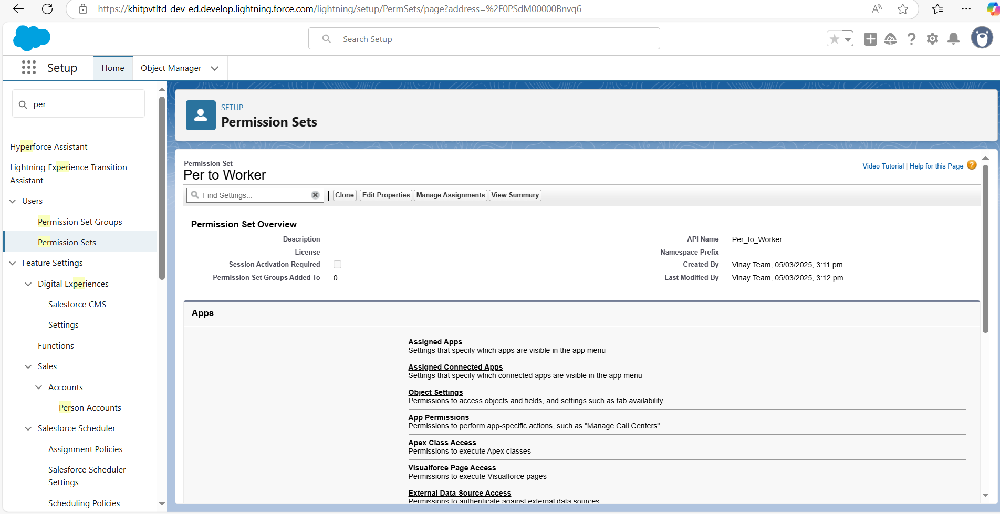 https://khitpvtltd-dev-ed.develop.lightning.force.com/lightning/setup/PermSets/page?address=%2F0PSdM00000Bnvq6
Search Setup
Setup
Home
Object Manager
per
Hyperforce Assistant
Lightning Experience Transition
Assistant
Users
Permission Set Groups
Permission Sets
Feature Settings
Digital Experiences
Salesforce CMS
Settings
Functions
Sales
Accounts
Person Accounts
Salesforce Scheduler
Assignment Policies
Salesforce Scheduler
Settings
Scheduling Policies
SETUP
Permission Sets
Permission Set
Per to Worker
Video Tutorial | Help for this Page
Find Settings...
Clone
Edit Properties
Manage Assignments
View Summary
Permission Set Overview
Description
API Name Per_to_Worker
License
Namespace Prefix
Session Activation Required
Created By Vinay Team, 05/03/2025, 3:11 pm
Permission Set Groups Added To 0
Last Modified By Vinay Team, 05/03/2025, 3:12 pm
Apps
Assigned Apps
Settings that specify which apps are visible in the app menu
Assigned Connected Apps
Settings that specify which connected apps are visible in the app menu
Object Settings
Permissions to access objects and fields, and settings such as tab availability
App Permissions
Permissions to perform app-specific actions, such as "Manage Call Centers"
Apex Class Access
Permissions to execute Apex classes
Visualforce Page Access
Permissions to execute Visualforce pages
External Data Source Access
Permissions to authenticate against external data sources